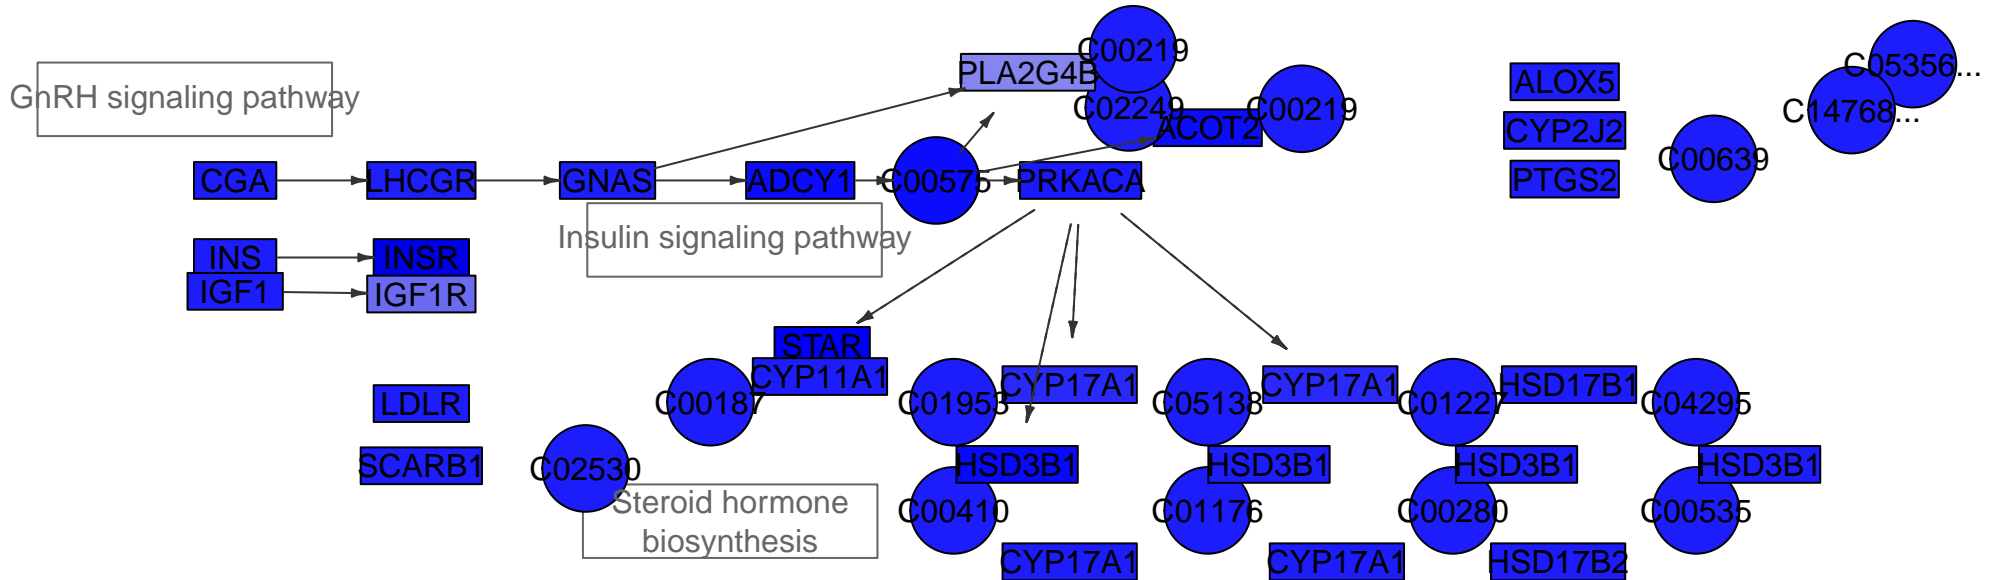 C00219
C05356...
PLA2G4B
ALOX5
GnRH signaling pathway
C02249
C00219
C14768...
ACOT2
CYP2J2
C00639
CGA
LHCGR
GNAS
ADCY1
C00575
PRKACA
PTGS2
Insulin signaling pathway
INS
INSR
IGF1
IGF1R
STAR
CYP11A1
CYP17A1
CYP17A1
HSD17B1
LDLR
C00187
C01953
C05138
C01227
C04295
SCARB1
C02530
HSD3B1
HSD3B1
HSD3B1
HSD3B1
Steroid hormone
biosynthesis
C00410
C01176
C00280
C00535
CYP17A1
CYP17A1
HSD17B2